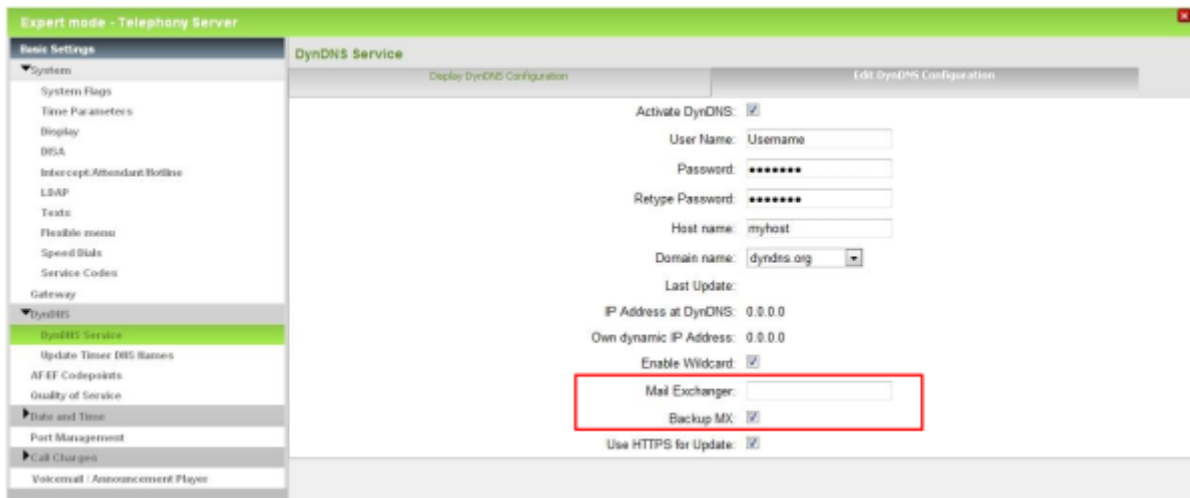 Expert mode - Telephony Server
Basic Settings
System
System Flags
Time Parameters
Display
DISA
Intercept/Attendant/Hotline
LDAP
Texts
Flexible menu
Speed Dials
Service Codes
Gateway
DynDNS
DynDNS Service
Update Timer DNS Names
AF/EF Codepoints
Quality of Service
Date and Time
Port Management
Call Charges
Voicemail / Announcement Player
DynDNS Service
Display DynDNS Configuration Edit DynDNS Configuration
Activate DynDNS:
User Name: Username
Password: •••••••
Retype Password: •••••••
Host name: myhost
Domain name: dyndns.org
Last Update:
IP Address at DynDNS: 0.0.0.0
Own dynamic IP Address: 0.0.0.0
Enable Wildcard:
Mail Exchanger:
Backup MX:
Use HTTPS for Update: